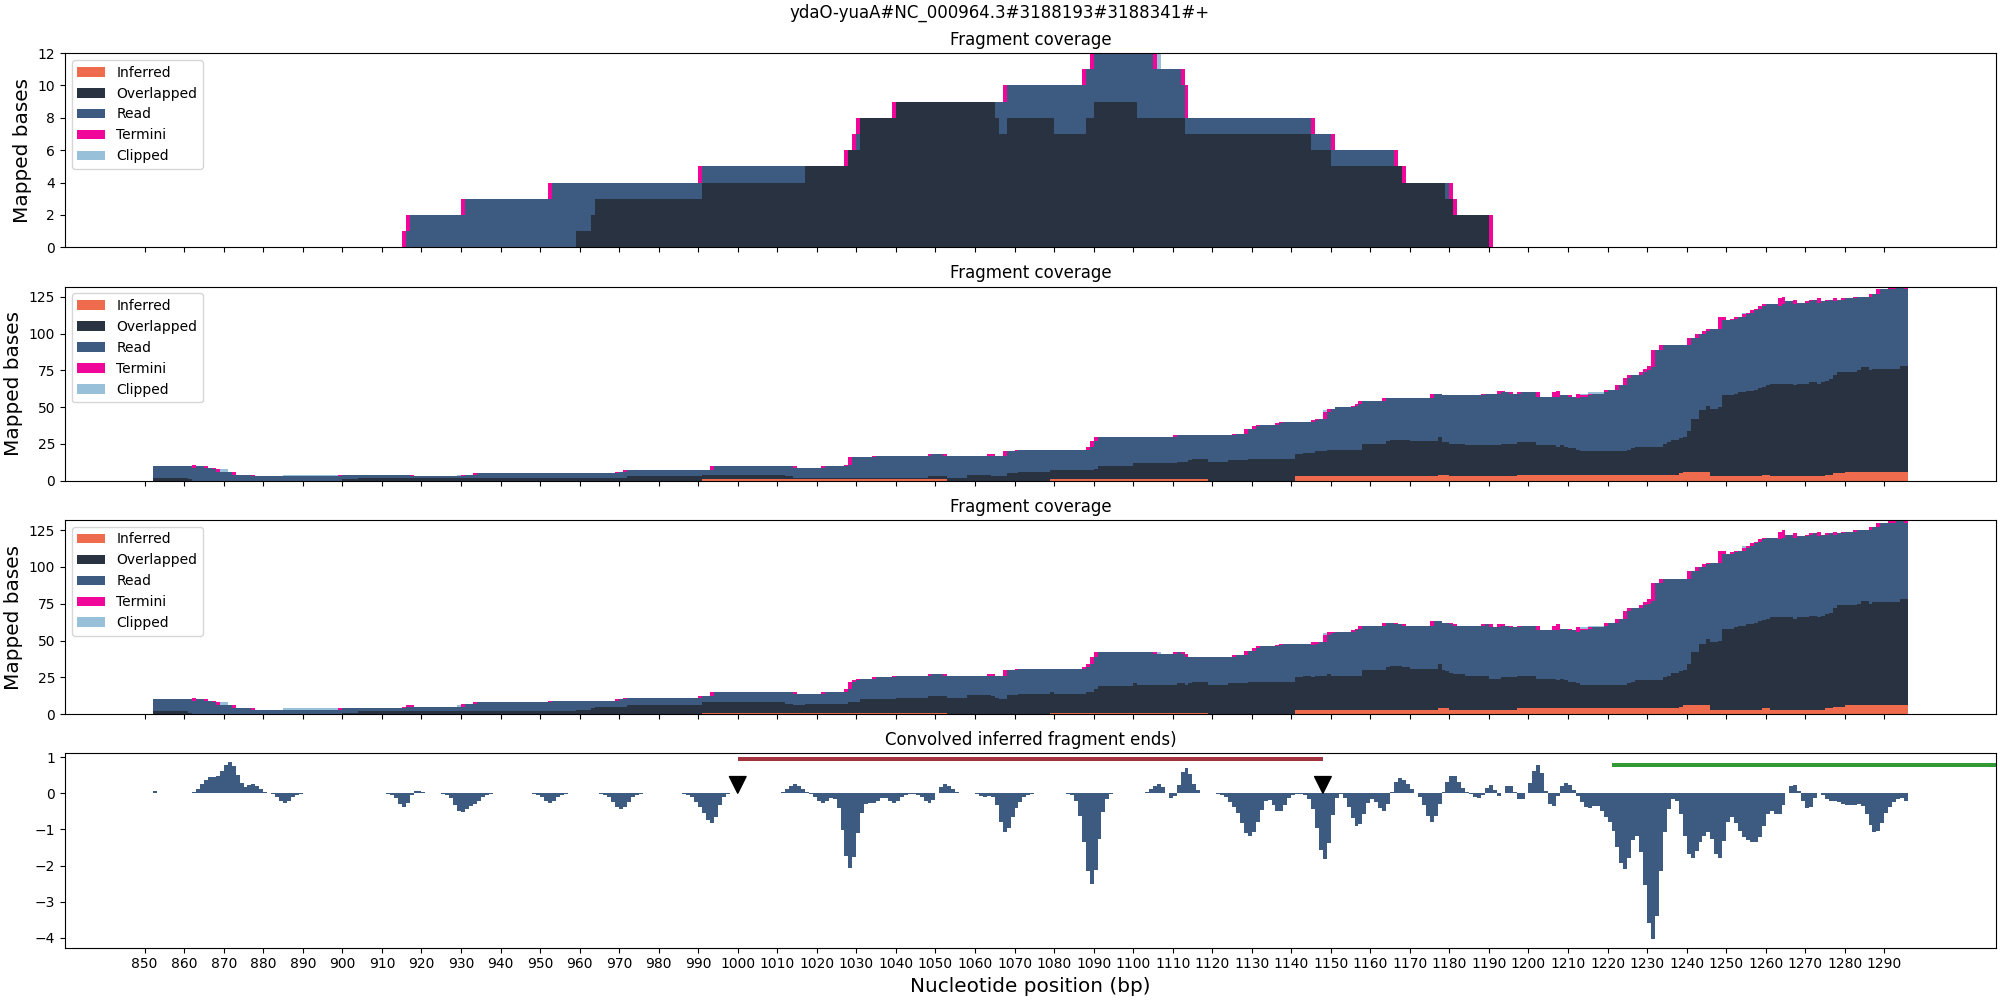 ydaO-yuaA#NC_000964.3#3188193#3188341#+
Fragment coverage
Mapped bases
12
10
8
6
4
2
0
Inferred
Overlapped
Read
Termini
Clipped
Fragment coverage
Mapped bases
125
100
75
50
25
0
Inferred
Overlapped
Read
Termini
Clipped
Fragment coverage
Mapped bases
125
100
75
50
25
0
Inferred
Overlapped
Read
Termini
Clipped
Convolved inferred fragment ends)
1
0
−1
−2
−3
−4
850 860 870 880 890 900 910 920 930 940 950 960 970 980 990 1000 1010 1020 1030 1040 1050 1060 1070 1080 1090 1100 1110 1120 1130 1140 1150 1160 1170 1180 1190 1200 1210 1220 1230 1240 1250 1260 1270 1280 1290
Nucleotide position (bp)